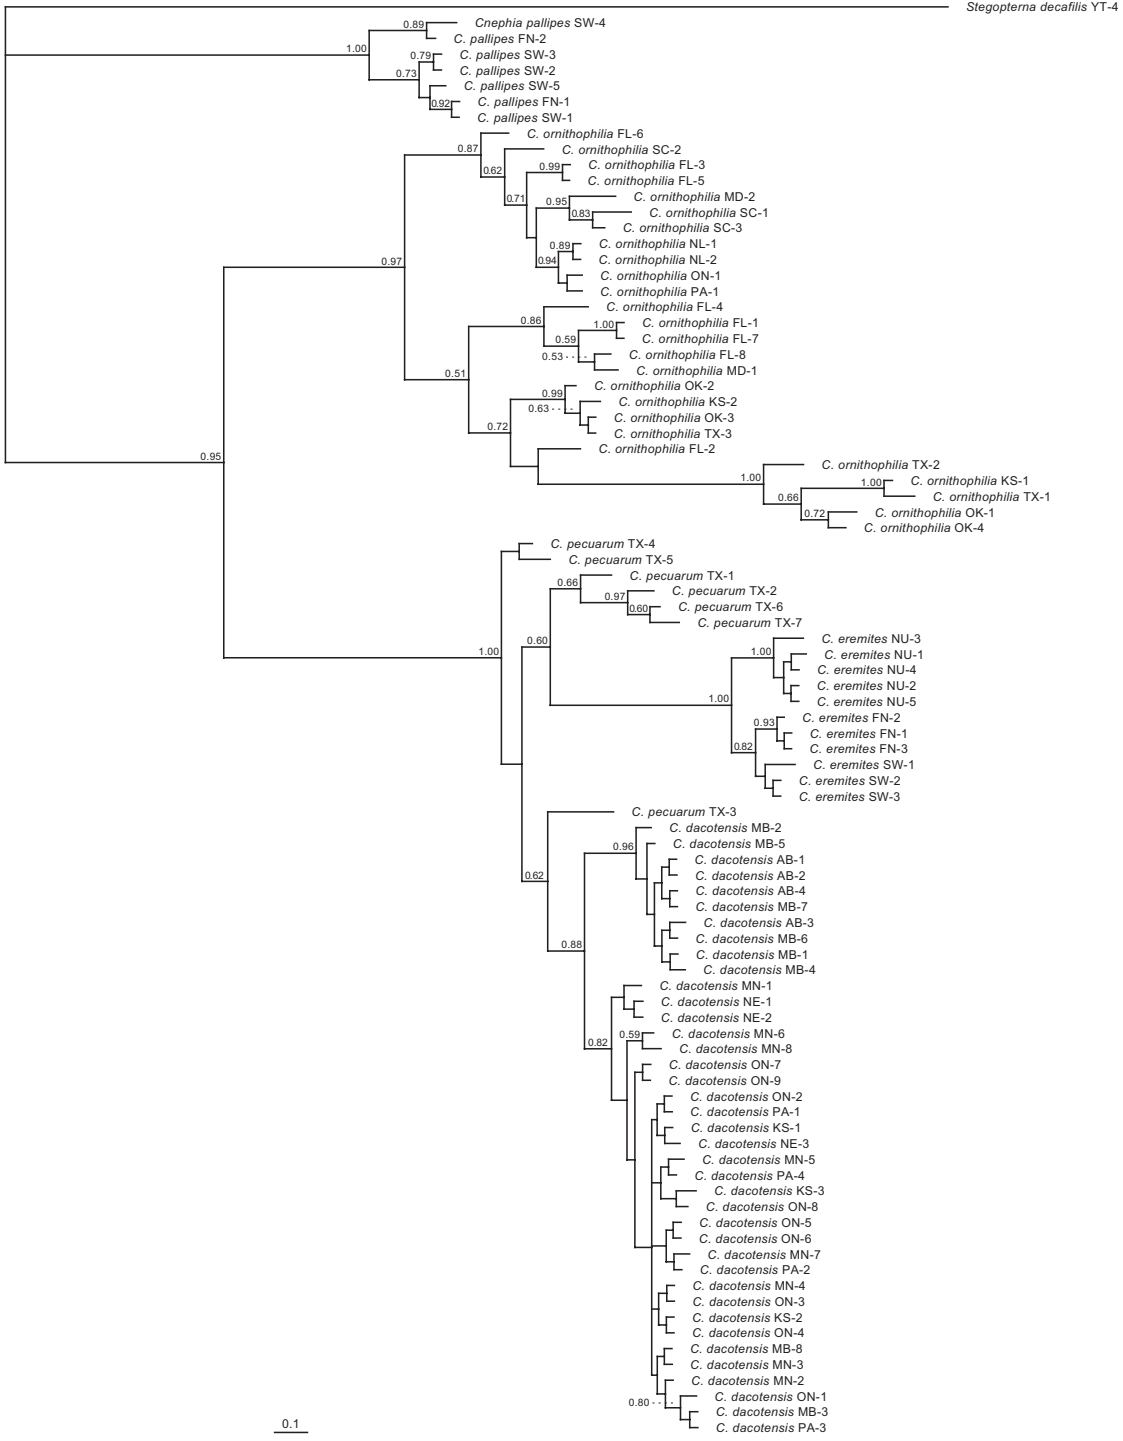 Stegopterna decafilis YT-4
0.89
Cnephia pallipes SW-4
C. pallipes FN-2
1.00
0.79
C. pallipes SW-3
C. pallipes SW-2
0.73
C. pallipes SW-5
0.92
C. pallipes FN-1
C. pallipes SW-1
C. ornithophilia FL-6
0.87
C. ornithophilia SC-2
0.62
0.99
C. ornithophilia FL-3
C. ornithophilia FL-5
0.71
0.95
C. ornithophilia MD-2
0.83
C. ornithophilia SC-1
C. ornithophilia SC-3
0.89
C. ornithophilia NL-1
C. ornithophilia NL-2
0.97
0.94
C. ornithophilia ON-1
C. ornithophilia PA-1
C. ornithophilia FL-4
0.86
1.00
C. ornithophilia FL-1
C. ornithophilia FL-7
0.59
0.53
C. ornithophilia FL-8
C. ornithophilia MD-1
0.51
0.99
C. ornithophilia OK-2
C. ornithophilia KS-2
0.63
C. ornithophilia OK-3
0.72
C. ornithophilia TX-3
C. ornithophilia FL-2
0.95
C. ornithophilia TX-2
1.00
1.00
C. ornithophilia KS-1
0.66
C. ornithophilia TX-1
0.72
C. ornithophilia OK-1
C. ornithophilia OK-4
C. pecuarum TX-4
C. pecuarum TX-5
0.66
C. pecuarum TX-1
0.97
C. pecuarum TX-2
0.60
C. pecuarum TX-6
C. pecuarum TX-7
0.60
C. eremites NU-3
1.00
1.00
C. eremites NU-1
C. eremites NU-4
C. eremites NU-2
C. eremites NU-5
1.00
0.93
C. eremites FN-2
C. eremites FN-1
0.82
C. eremites FN-3
C. eremites SW-1
C. eremites SW-2
C. eremites SW-3
C. pecuarum TX-3
C. dacotensis MB-2
0.96
C. dacotensis MB-5
C. dacotensis AB-1
0.62
C. dacotensis AB-2
C. dacotensis AB-4
C. dacotensis MB-7
C. dacotensis AB-3
C. dacotensis MB-6
0.88
C. dacotensis MB-1
C. dacotensis MB-4
C. dacotensis MN-1
C. dacotensis NE-1
C. dacotensis NE-2
0.59
C. dacotensis MN-6
0.82
C. dacotensis MN-8
C. dacotensis ON-7
C. dacotensis ON-9
C. dacotensis ON-2
C. dacotensis PA-1
C. dacotensis KS-1
C. dacotensis NE-3
C. dacotensis MN-5
C. dacotensis PA-4
C. dacotensis KS-3
C. dacotensis ON-8
C. dacotensis ON-5
C. dacotensis ON-6
C. dacotensis MN-7
C. dacotensis PA-2
C. dacotensis MN-4
C. dacotensis ON-3
C. dacotensis KS-2
C. dacotensis ON-4
C. dacotensis MB-8
C. dacotensis MN-3
C. dacotensis MN-2
0.80
C. dacotensis ON-1
C. dacotensis MB-3
C. dacotensis PA-3
0.1